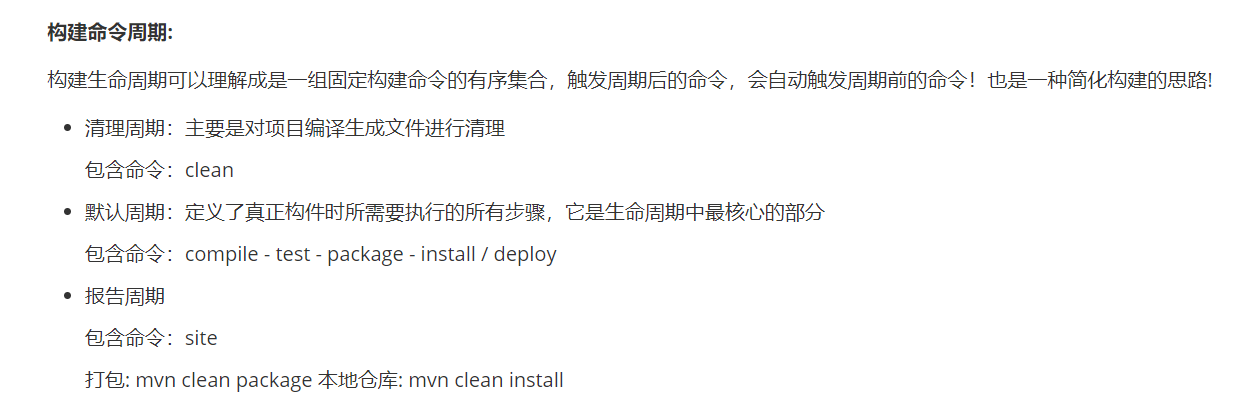 构建命令周期:
构建生命周期可以理解成是一组固定构建命令的有序集合，触发周期后的命令，会自动触发周期前的命令！也是一种简化构建的思路!
清理周期：主要是对项目编译生成文件进行清理
包含命令：clean
默认周期：定义了真正构件时所需要执行的所有步骤，它是生命周期中最核心的部分
包含命令：compile - test - package - install / deploy
报告周期
包含命令：site
打包: mvn clean package 本地仓库: mvn clean install